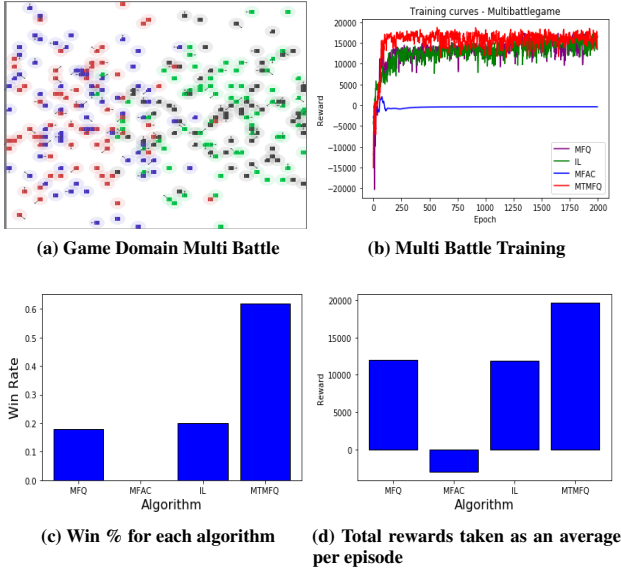 Training curves - Multibattlegame
20000
15000
10000
5000
0
−5000
−10000
−15000
−20000
Reward
MFQ
IL
MFAC
MTMFQ
0 250 500 750 1000 1250 1500 1750 2000
Epoch
(a) Game Domain Multi Battle
(b) Multi Battle Training
0.6
0.5
0.4
0.3
0.2
0.1
0.0
Win Rate
MFQ MFAC IL MTMFQ
Algorithm
20000
15000
10000
5000
0
Reward
MFQ MFAC IL MTMFQ
Algorithm
(c) Win % for each algorithm
(d) Total rewards taken as an average
per episode